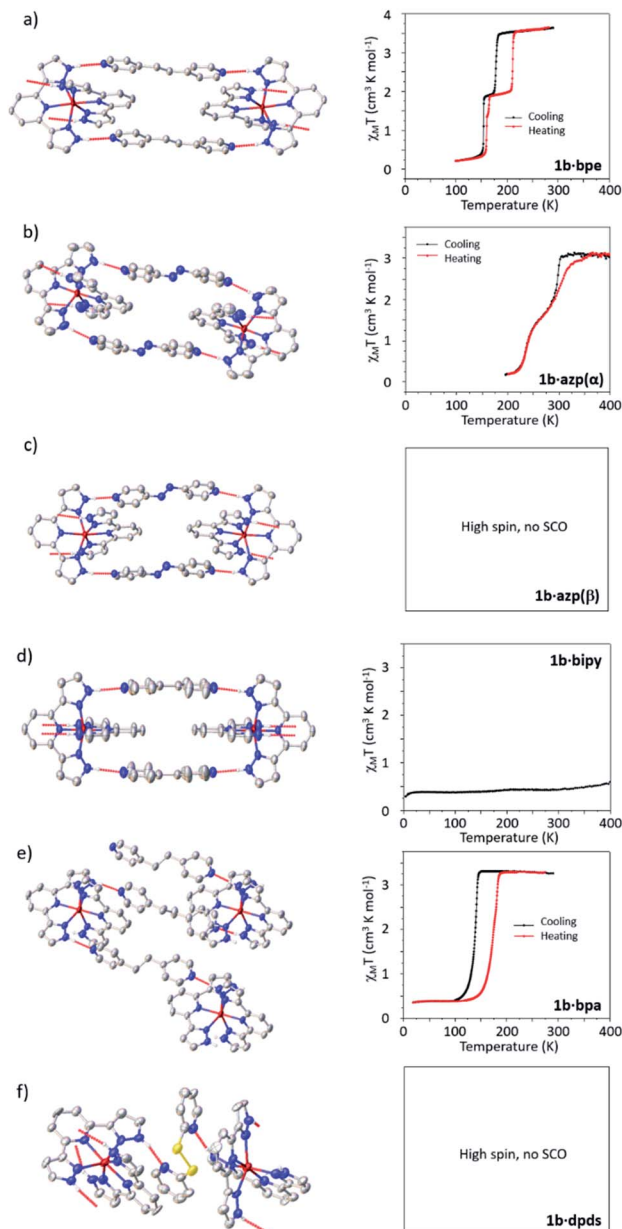 a)
χMT (cm³ K mol⁻¹)
3
2
1
0
Cooling
Heating
1b·bpe
0 100 200 300 400
Temperature (K)
b)
χMT (cm³ K mol⁻¹)
4
3
2
1
0
Cooling
Heating
1b·azp(α)
0 100 200 300 400
Temperature (K)
c)
High spin, no SCO
1b·azp(β)
d)
χMT (cm³ K mol⁻¹)
3
2
1
0
1b·bipy
0 100 200 300 400
Temperature (K)
e)
χMT (cm³ K mol⁻¹)
3
2
1
0
Cooling
Heating
1b·bpa
0 100 200 300 400
Temperature (K)
f)
High spin, no SCO
1b·dpds